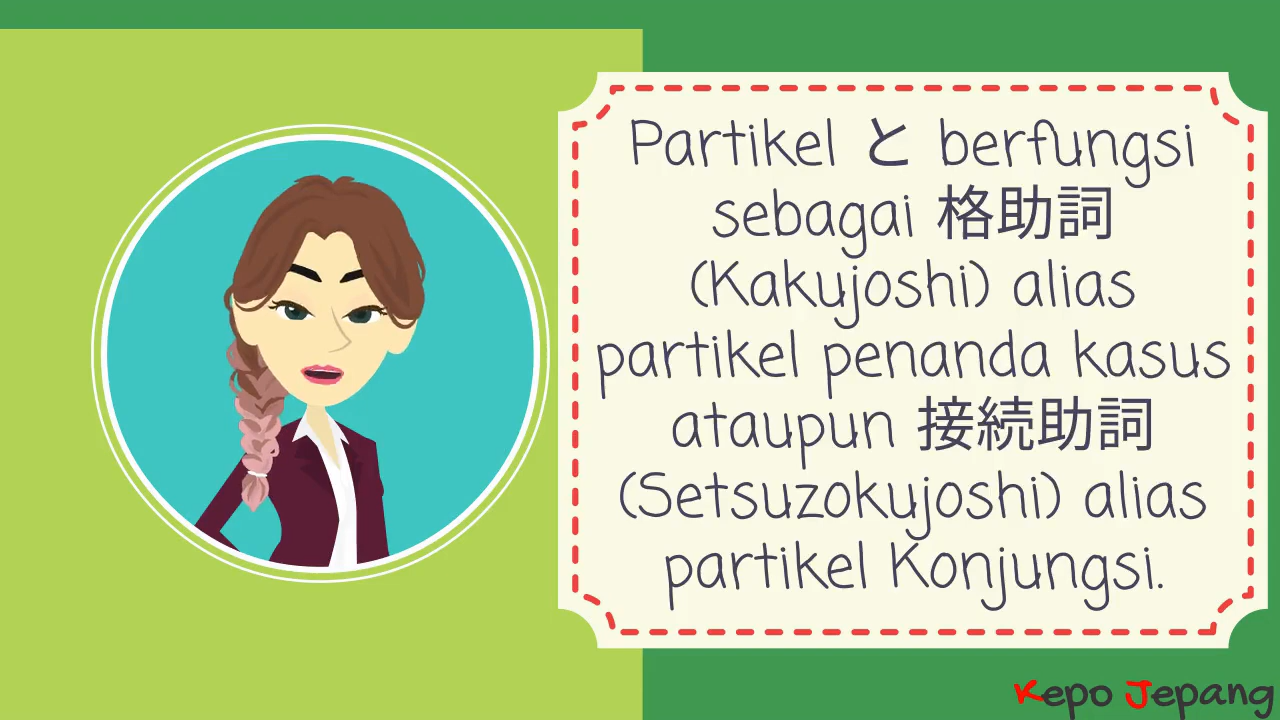 Partikel と berfungsi
sebagai 格助詞
(Kakujoshi) alias
partikel penanda kasus
ataupun 接続助詞
(Setsuzokujoshi) alias
partikel Konjungsi.
Kepo Jepang